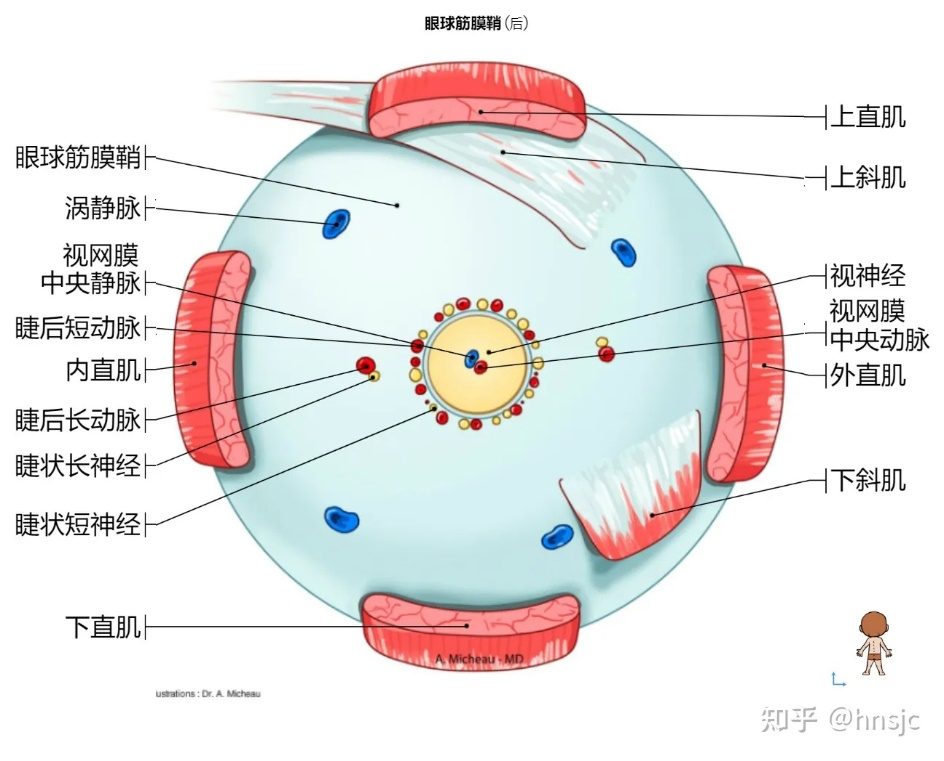 眼球筋膜鞘(后)
上直肌
眼球筋膜鞘
上斜肌
涡静脉
视网膜
中央静脉
视神经
睫后短动脉
视网膜
中央动脉
内直肌
外直肌
睫后长动脉
睫状长神经
下斜肌
睫状短神经
下直肌
A. Micheau - MD
ustrations : Dr. A. Micheau
知乎 @hnsjc